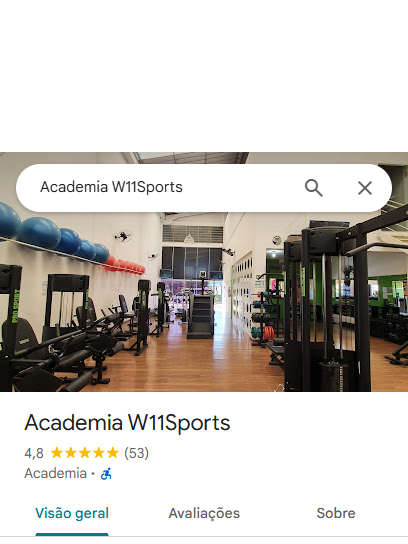 Academia W11Sports
Academia W11Sports
4,8 (53)
Academia ·
Visão geral
Avaliações
Sobre